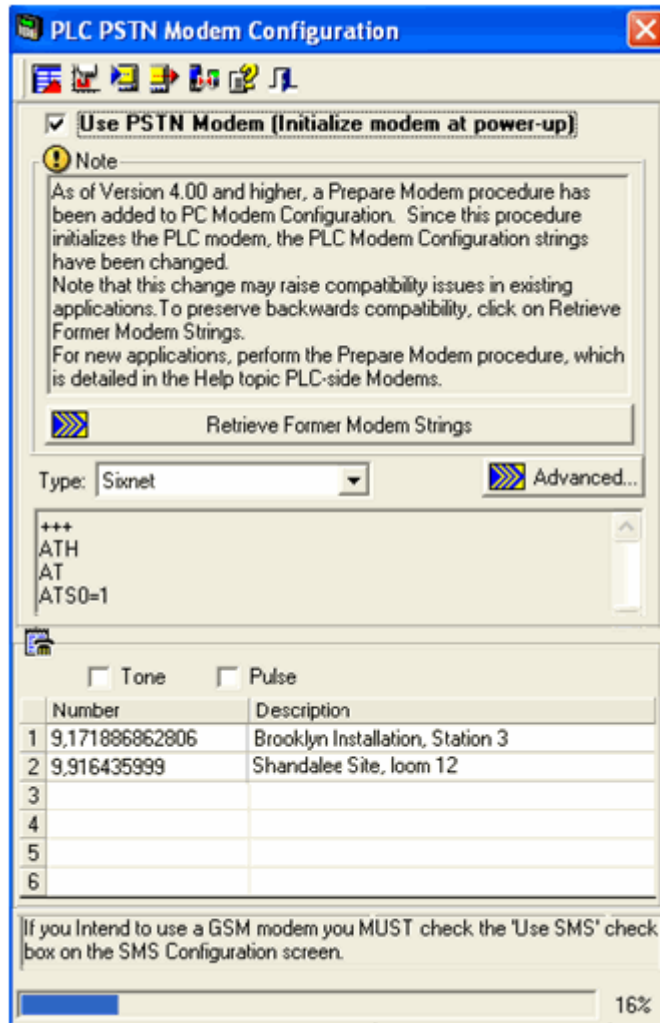 PLC PSTN Modem Configuration
Use PSTN Modem (Initialize modem at power-up)
Note
As of Version 4.00 and higher, a Prepare Modem procedure has
been added to PC Modem Configuration. Since this procedure
initializes the PLC modem, the PLC Modem Configuration strings
have been changed.
Note that this change may raise compatibility issues in existing
applications.To preserve backwards compatibility, click on Retrieve
Former Modem Strings.
For new applications, perform the Prepare Modem procedure, which
is detailed in the Help topic PLC-side Modems.
Retrieve Former Modem Strings
Type: Sixnet Advanced...
+++
ATH
AT
ATS0=1
Tone Pulse
Number Description
1 9,171886862806 Brooklyn Installation, Station 3
2 9,916435999 Shandalee Site, loom 12
3
4
5
6
If you Intend to use a GSM modem you MUST check the 'Use SMS' check
box on the SMS Configuration screen.
16%